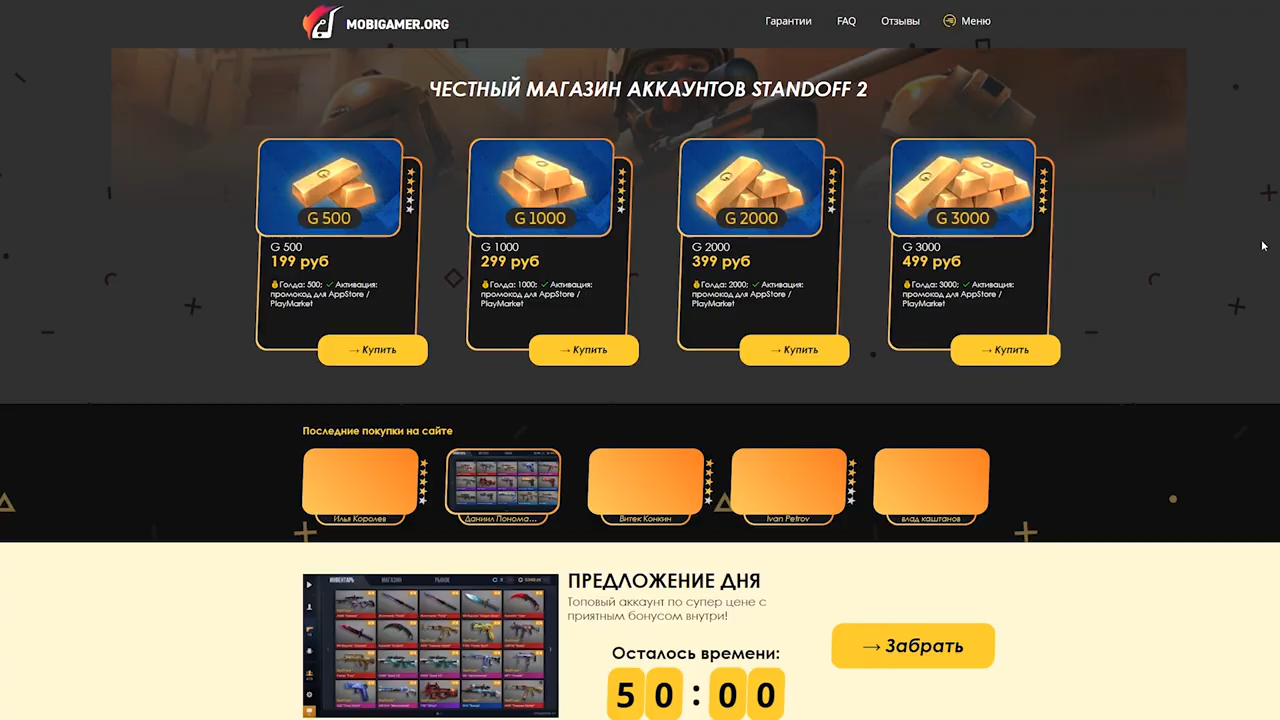 MOBIGAMER.ORG
Гарантии FAQ Отзывы Меню
ЧЕСТНЫЙ МАГАЗИН АККАУНТОВ STANDOFF 2
G 500
G 1000
G 2000
G 3000
G 500
199 руб
Голда: 500; ✓ Активация:
промокод для AppStore /
PlayMarket
→ Купить
G 1000
299 руб
Голда: 1000; ✓ Активация:
промокод для AppStore /
PlayMarket
→ Купить
G 2000
399 руб
Голда: 2000; ✓ Активация:
промокод для AppStore /
PlayMarket
→ Купить
G 3000
499 руб
Голда: 3000; ✓ Активация:
промокод для AppStore /
PlayMarket
→ Купить
Последние покупки на сайте
Илья Королев
Даниил Понома...
Витек Конкин
Ivan Petrov
влад каштанов
ИНВЕНТАРЬ МАГАЗИН РЫНОК
ПРЕДЛОЖЕНИЕ ДНЯ
Топовый аккаунт по супер цене с
приятным бонусом внутри!
Осталось времени:
50:00
→ Забрать